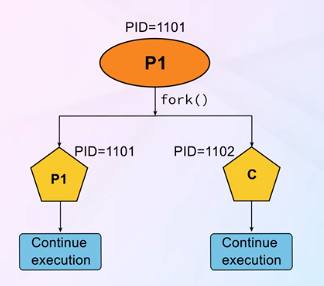 PID=1101
P1
fork()
PID=1101
PID=1102
P1
C
Continue
execution
Continue
execution